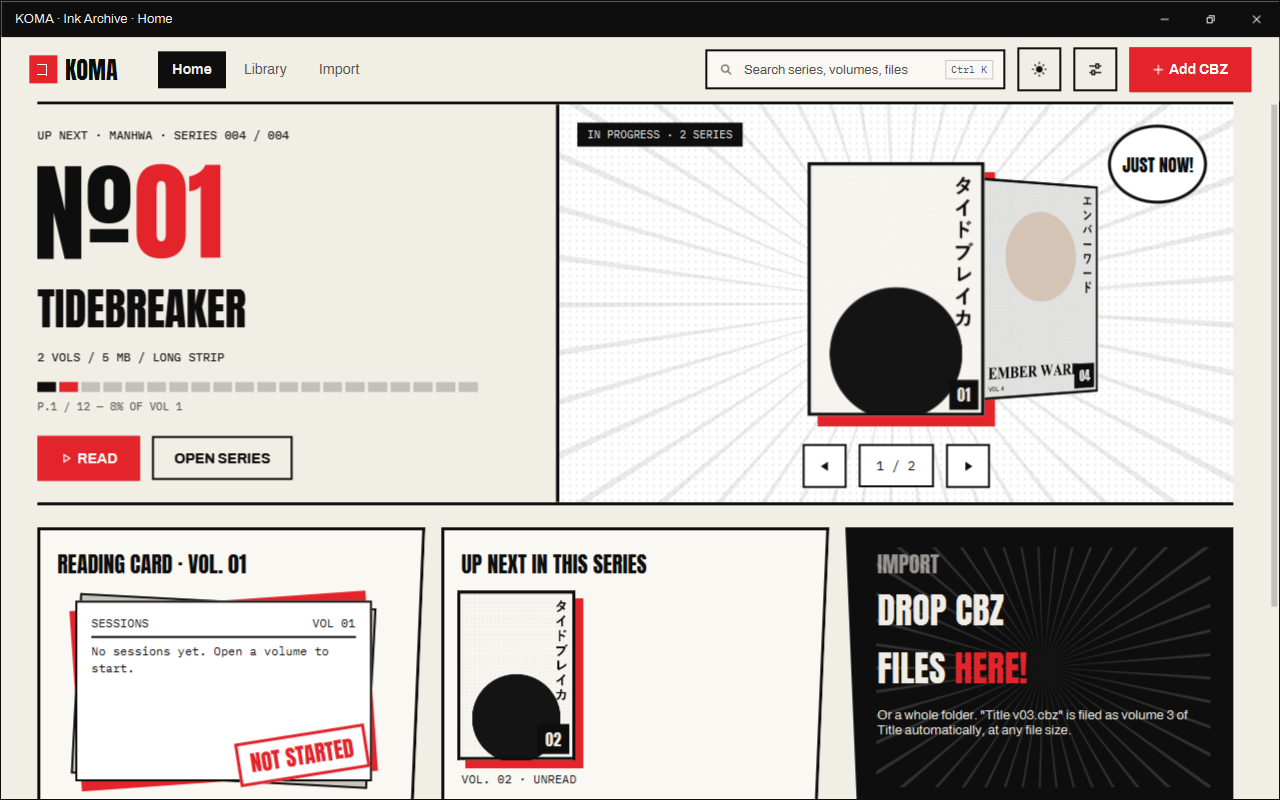 KOMA · Ink Archive · Home
コ KOMA
Home
Library
Import
Search series, volumes, files
Ctrl K
+ Add CBZ
UP NEXT · MANHWA · SERIES 004 / 004
Nº01
TIDEBREAKER
2 VOLS / 5 MB / LONG STRIP
P.1 / 12 — 8% OF VOL 1
READ
OPEN SERIES
IN PROGRESS · 2 SERIES
JUST NOW!
タイドブレイカ
01
エンバーワード
EMBER WAR
VOL 4
04
1 / 2
READING CARD · VOL. 01
SESSIONS
VOL 01
No sessions yet. Open a volume to
start.
NOT STARTED
UP NEXT IN THIS SERIES
タイドブレイカ
02
VOL. 02 · UNREAD
IMPORT
DROP CBZ
FILES HERE!
Or a whole folder. "Title v03.cbz" is filed as volume 3 of
Title automatically, at any file size.